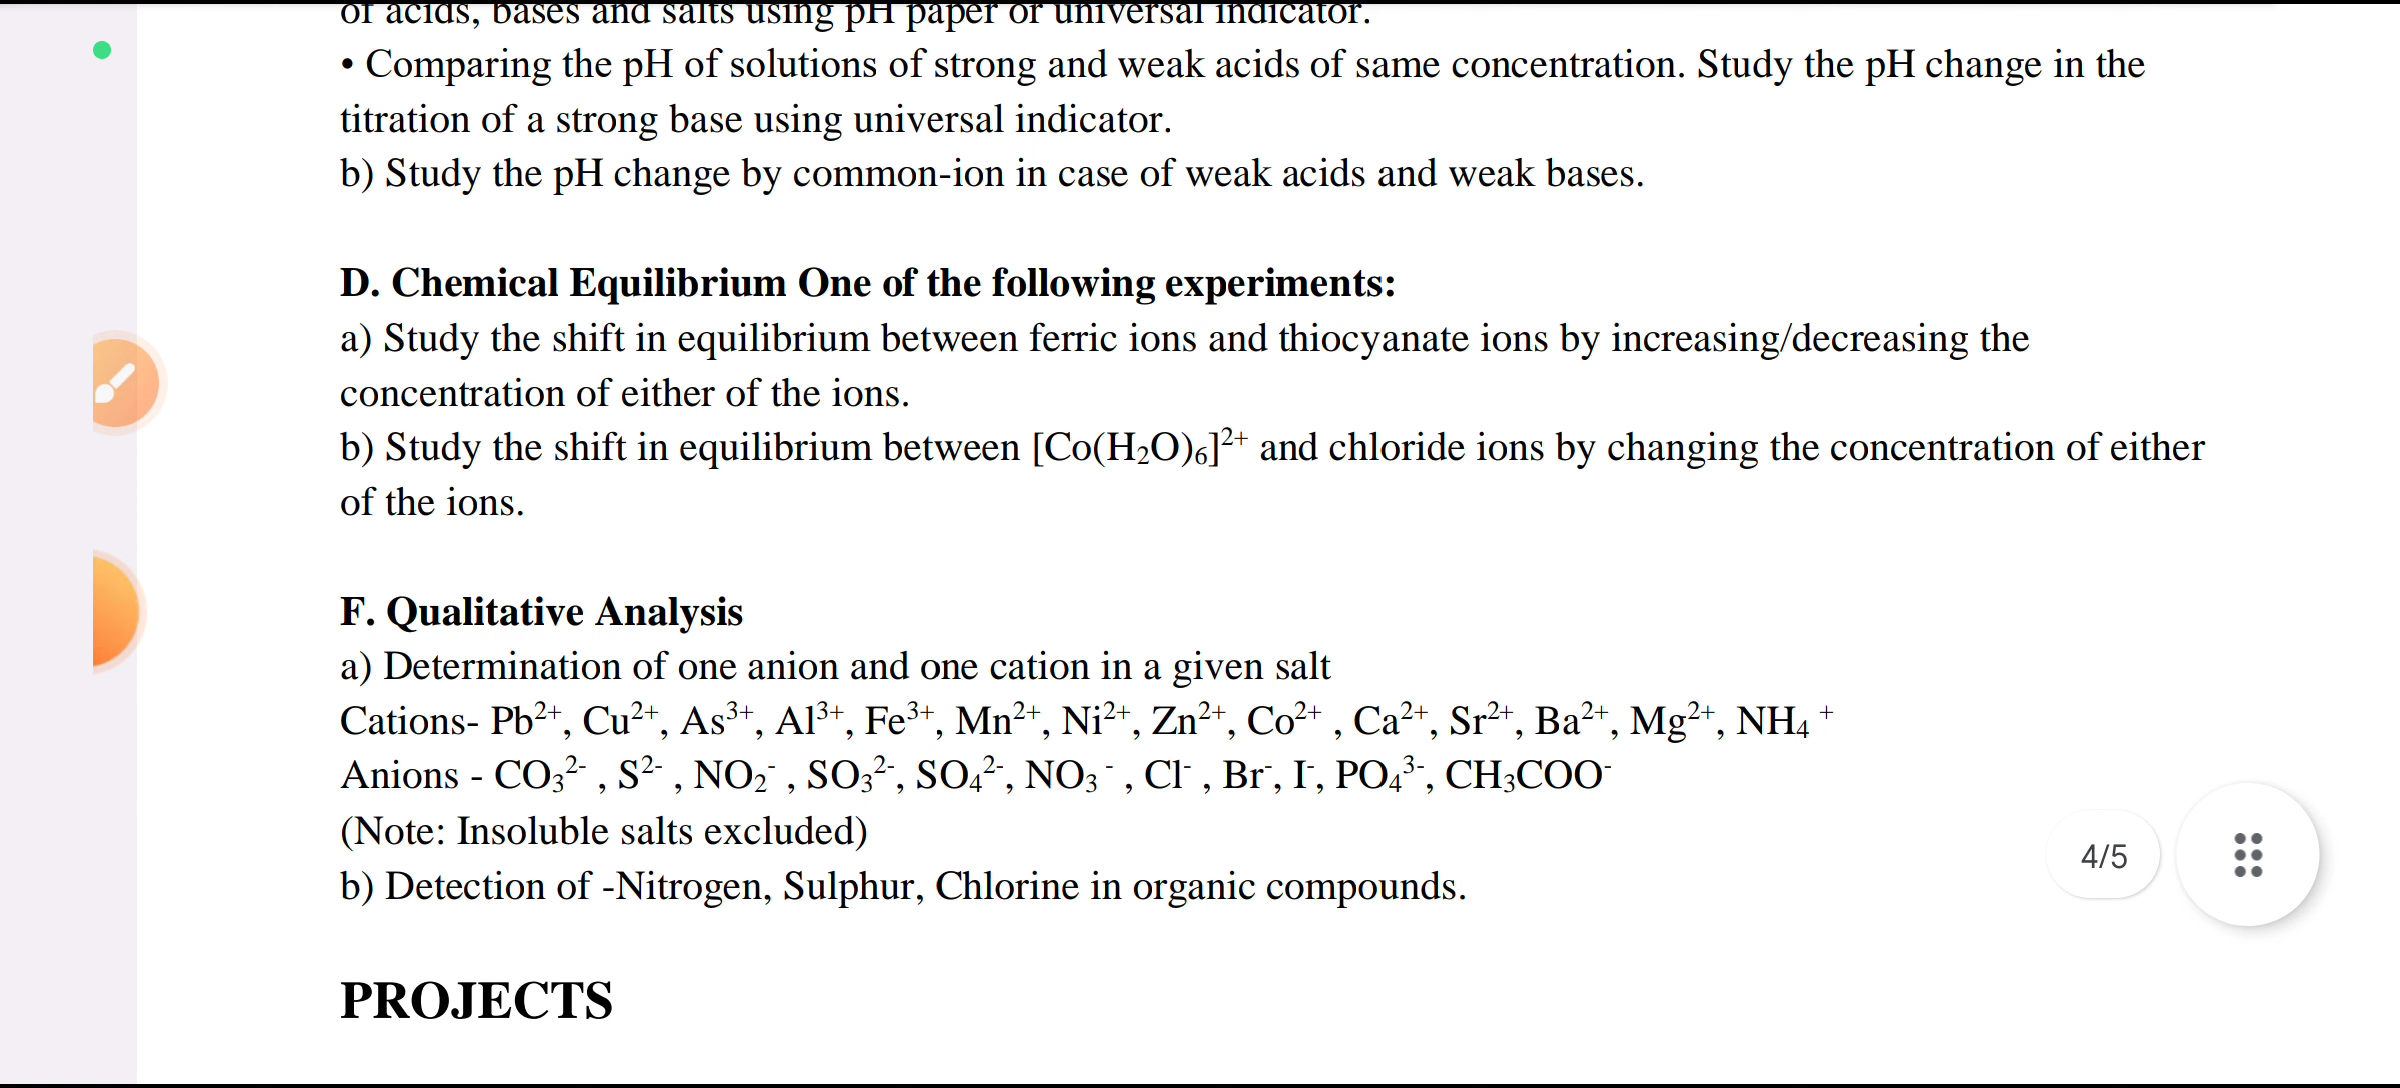 of acids, bases and salts using pH paper or universal indicator.
• Comparing the pH of solutions of strong and weak acids of same concentration. Study the pH change in the
titration of a strong base using universal indicator.
b) Study the pH change by common-ion in case of weak acids and weak bases.
D. Chemical Equilibrium One of the following experiments:
a) Study the shift in equilibrium between ferric ions and thiocyanate ions by increasing/decreasing the
concentration of either of the ions.
b) Study the shift in equilibrium between [Co(H₂O)₆]²⁺ and chloride ions by changing the concentration of either
of the ions.
F. Qualitative Analysis
a) Determination of one anion and one cation in a given salt
Cations- Pb²⁺, Cu²⁺, As³⁺, Al³⁺, Fe³⁺, Mn²⁺, Ni²⁺, Zn²⁺, Co²⁺ , Ca²⁺, Sr²⁺, Ba²⁺, Mg²⁺, NH₄ ⁺
Anions - CO₃²⁻ , S²⁻ , NO₂⁻ , SO₃²⁻, SO₄²⁻, NO₃ ⁻ , Cl⁻ , Br⁻, I⁻, PO₄³⁻, CH₃COO⁻
(Note: Insoluble salts excluded)
b) Detection of -Nitrogen, Sulphur, Chlorine in organic compounds.
4/5
PROJECTS